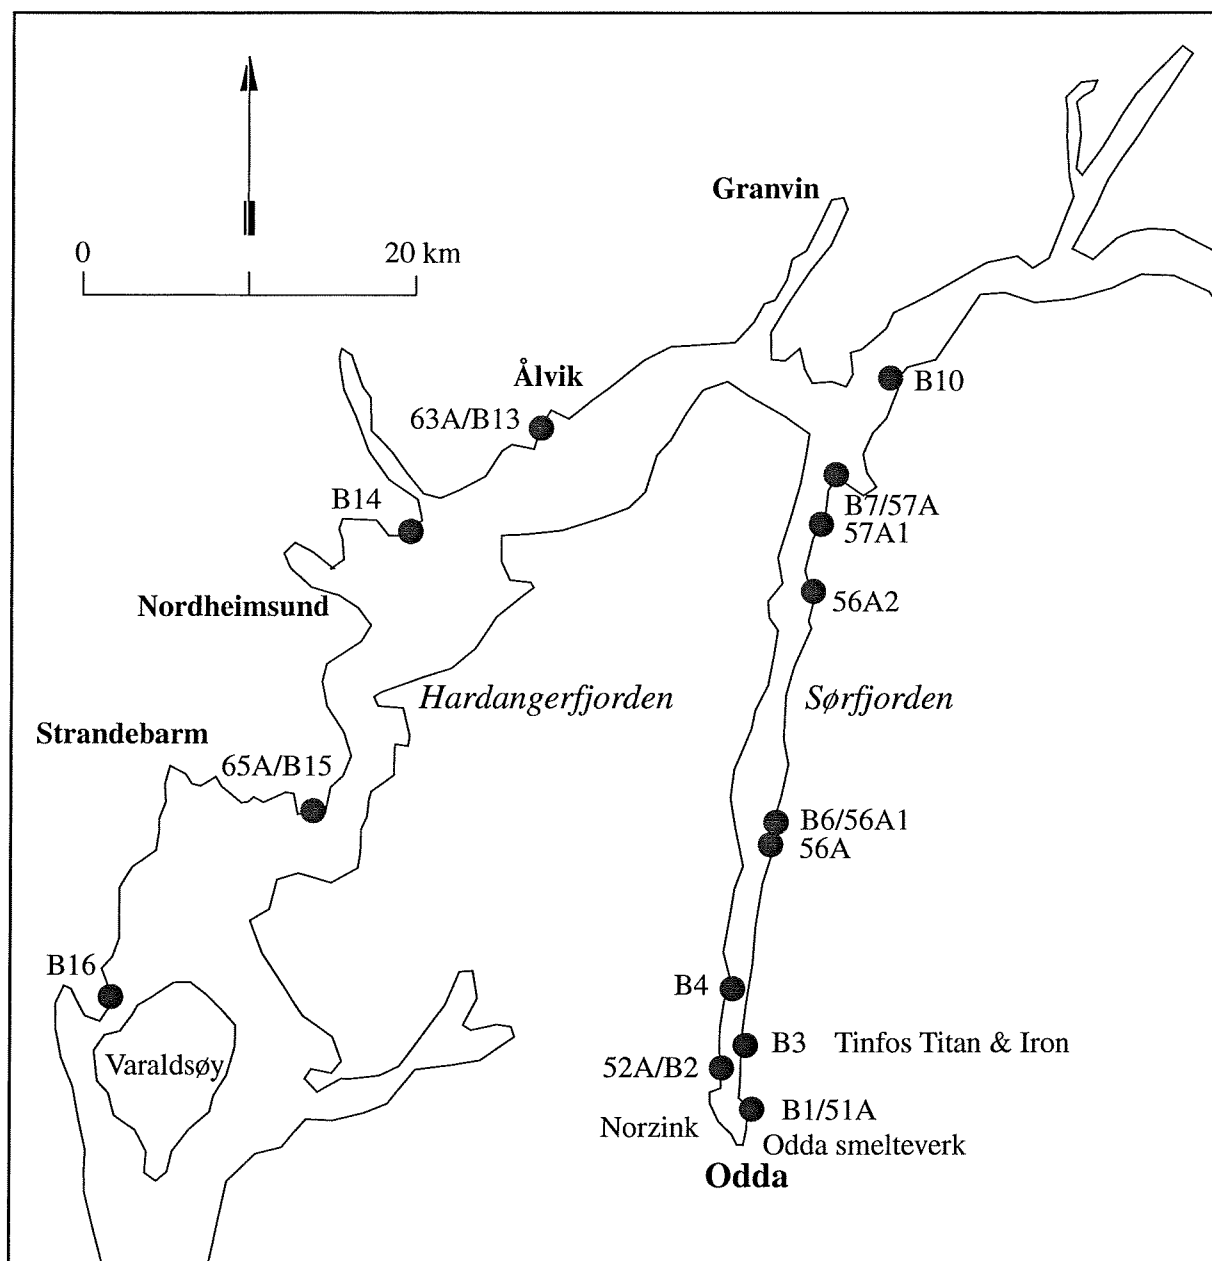 Granvin
0 20 km
Ålvik
B10
63A/B13
B14
B7/57A
57A1
Nordheimsund
56A2
Hardangerfjorden
Sørfjorden
Strandebarm
65A/B15
B6/56A1
56A
B16
B4
Varaldsøy
B3 Tinfos Titan & Iron
52A/B2
B1/51A
Norzink
Odda smelteverk
Odda